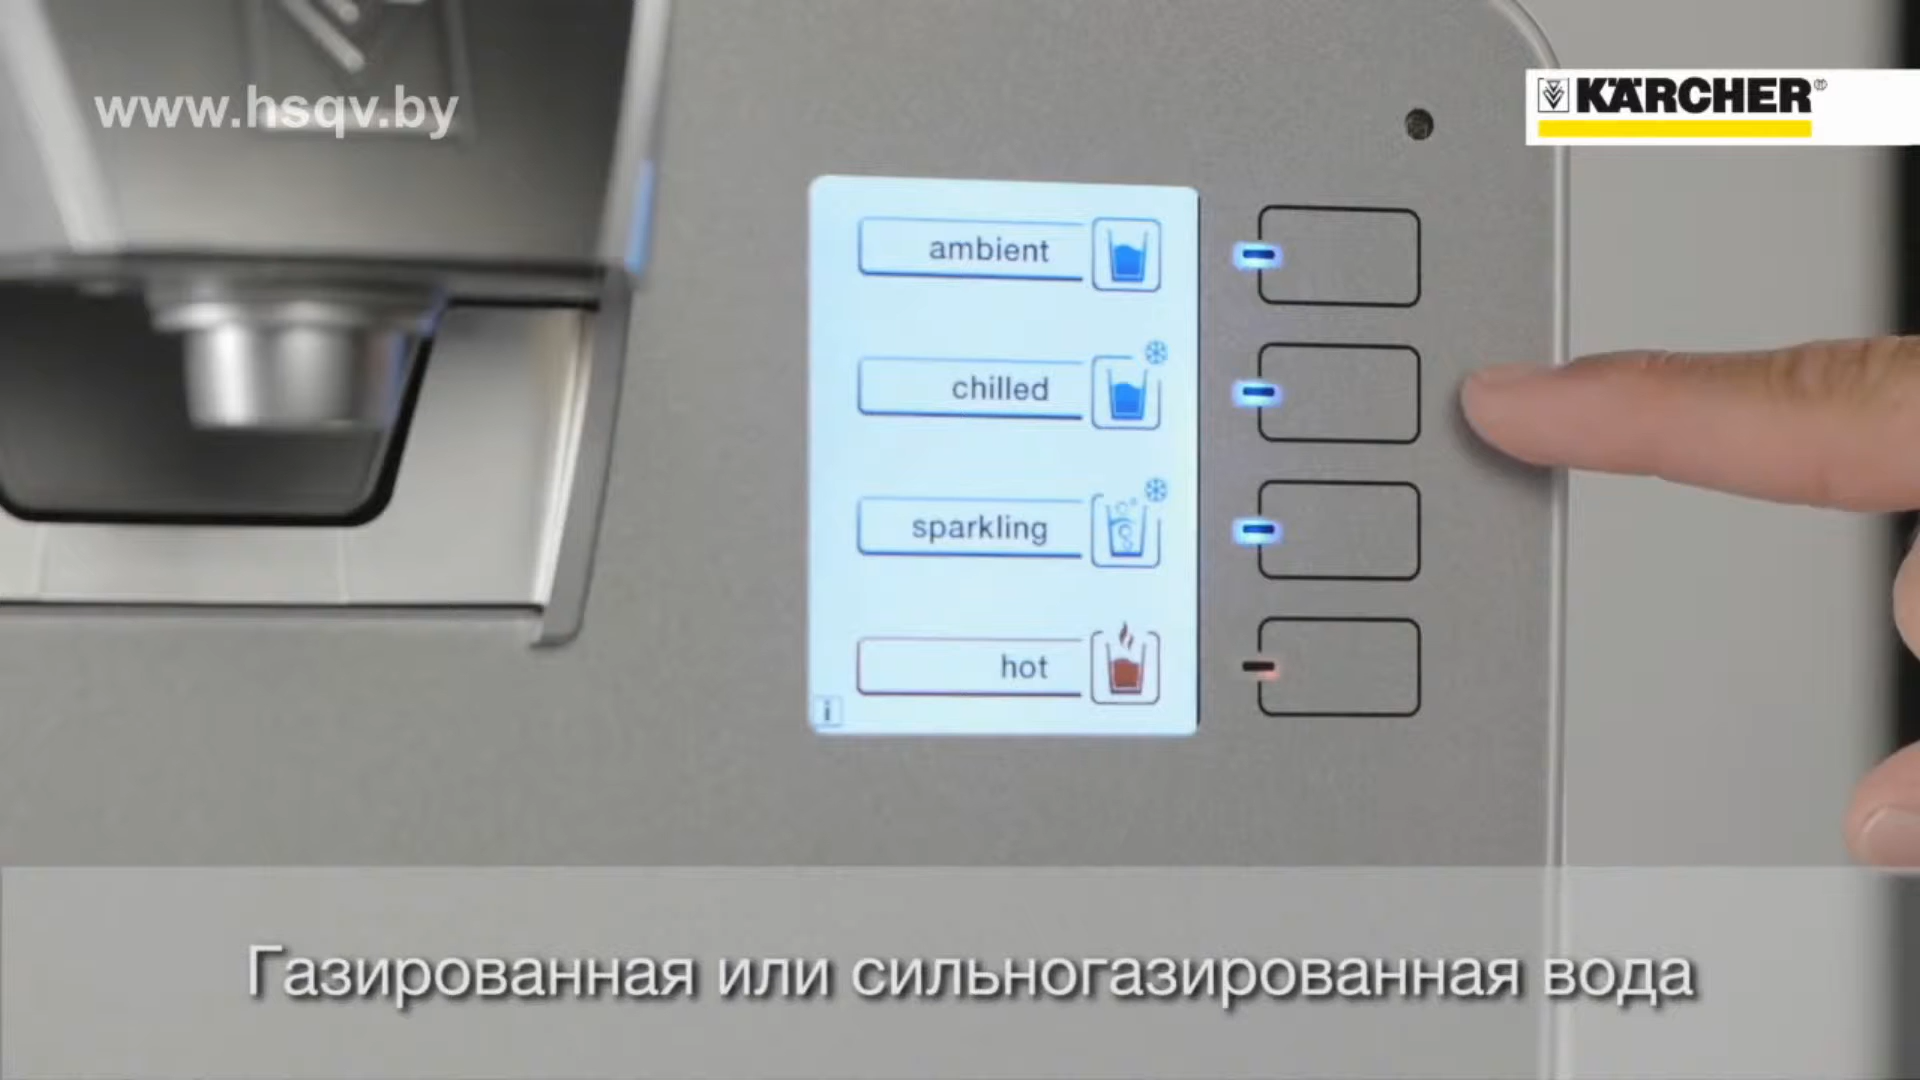 www.hsqv.by
KÄRCHER®
ambient
chilled
sparkling
hot
i
Газированная или сильногазированная вода